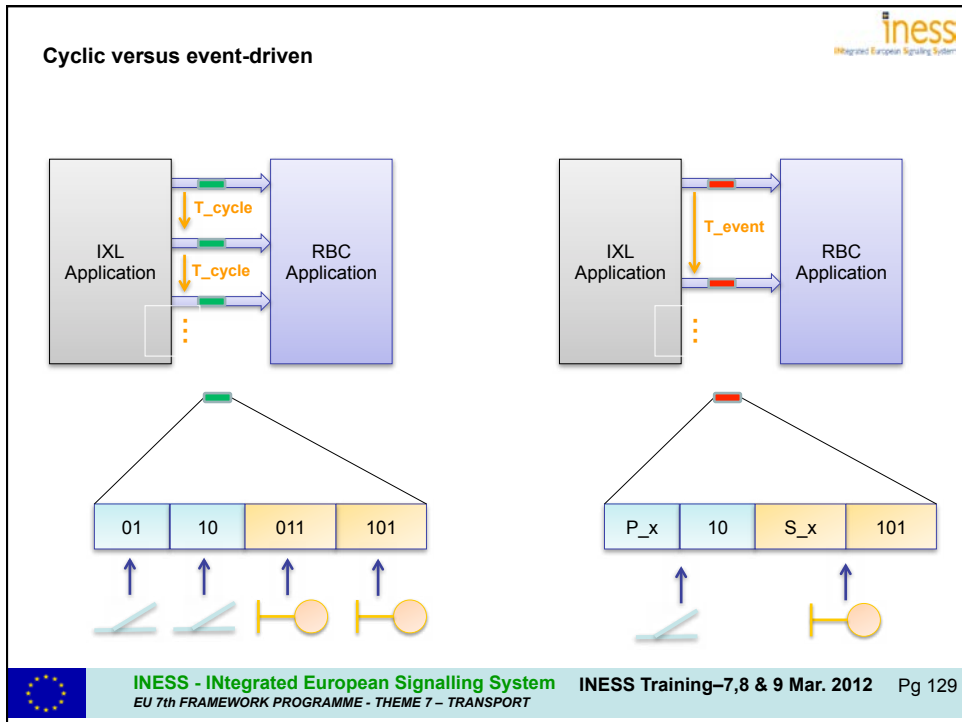 Cyclic versus event-driven
iness
INtegrated European Signalling System
IXL
Application
T_cycle
T_cycle
RBC
Application
IXL
Application
T_event
RBC
Application
01 10 011 101
P_x 10 S_x 101
INESS - INtegrated European Signalling System INESS Training–7,8 & 9 Mar. 2012 Pg 129
EU 7th FRAMEWORK PROGRAMME - THEME 7 – TRANSPORT